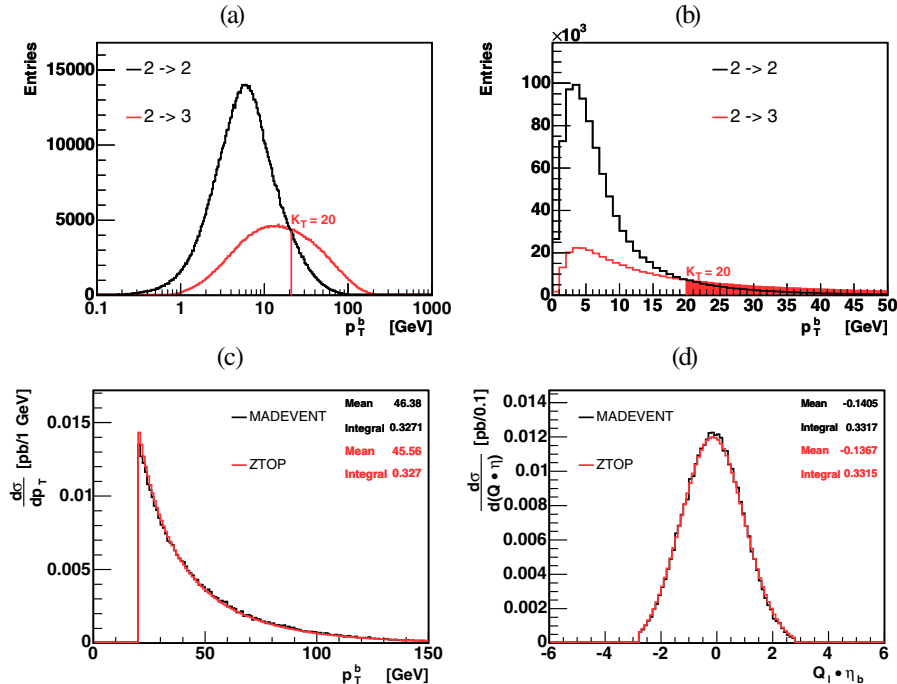 (a)
Entries
15000
10000
5000
0
2 -> 2
2 -> 3
K_T = 20
0.1
1
10
100
1000
p_T^b [GeV]
(b)
×10^3
Entries
100
80
60
40
20
0
2 -> 2
2 -> 3
K_T = 20
0
5
10
15
20
25
30
35
40
45
50
p_T^b [GeV]
(c)
dσ/dp_T [pb/1 GeV]
0.015
0.01
0.005
0
MADEVENT
ZTOP
Mean 46.38
Integral 0.3271
Mean 45.56
Integral 0.327
0
50
100
150
p_T^b [GeV]
(d)
dσ/d(Q • η) [pb/0.1]
0.014
0.012
0.01
0.008
0.006
0.004
0.002
0
MADEVENT
ZTOP
Mean -0.1405
Integral 0.3317
Mean -0.1367
Integral 0.3315
-6
-4
-2
0
2
4
6
Q_l • η_b